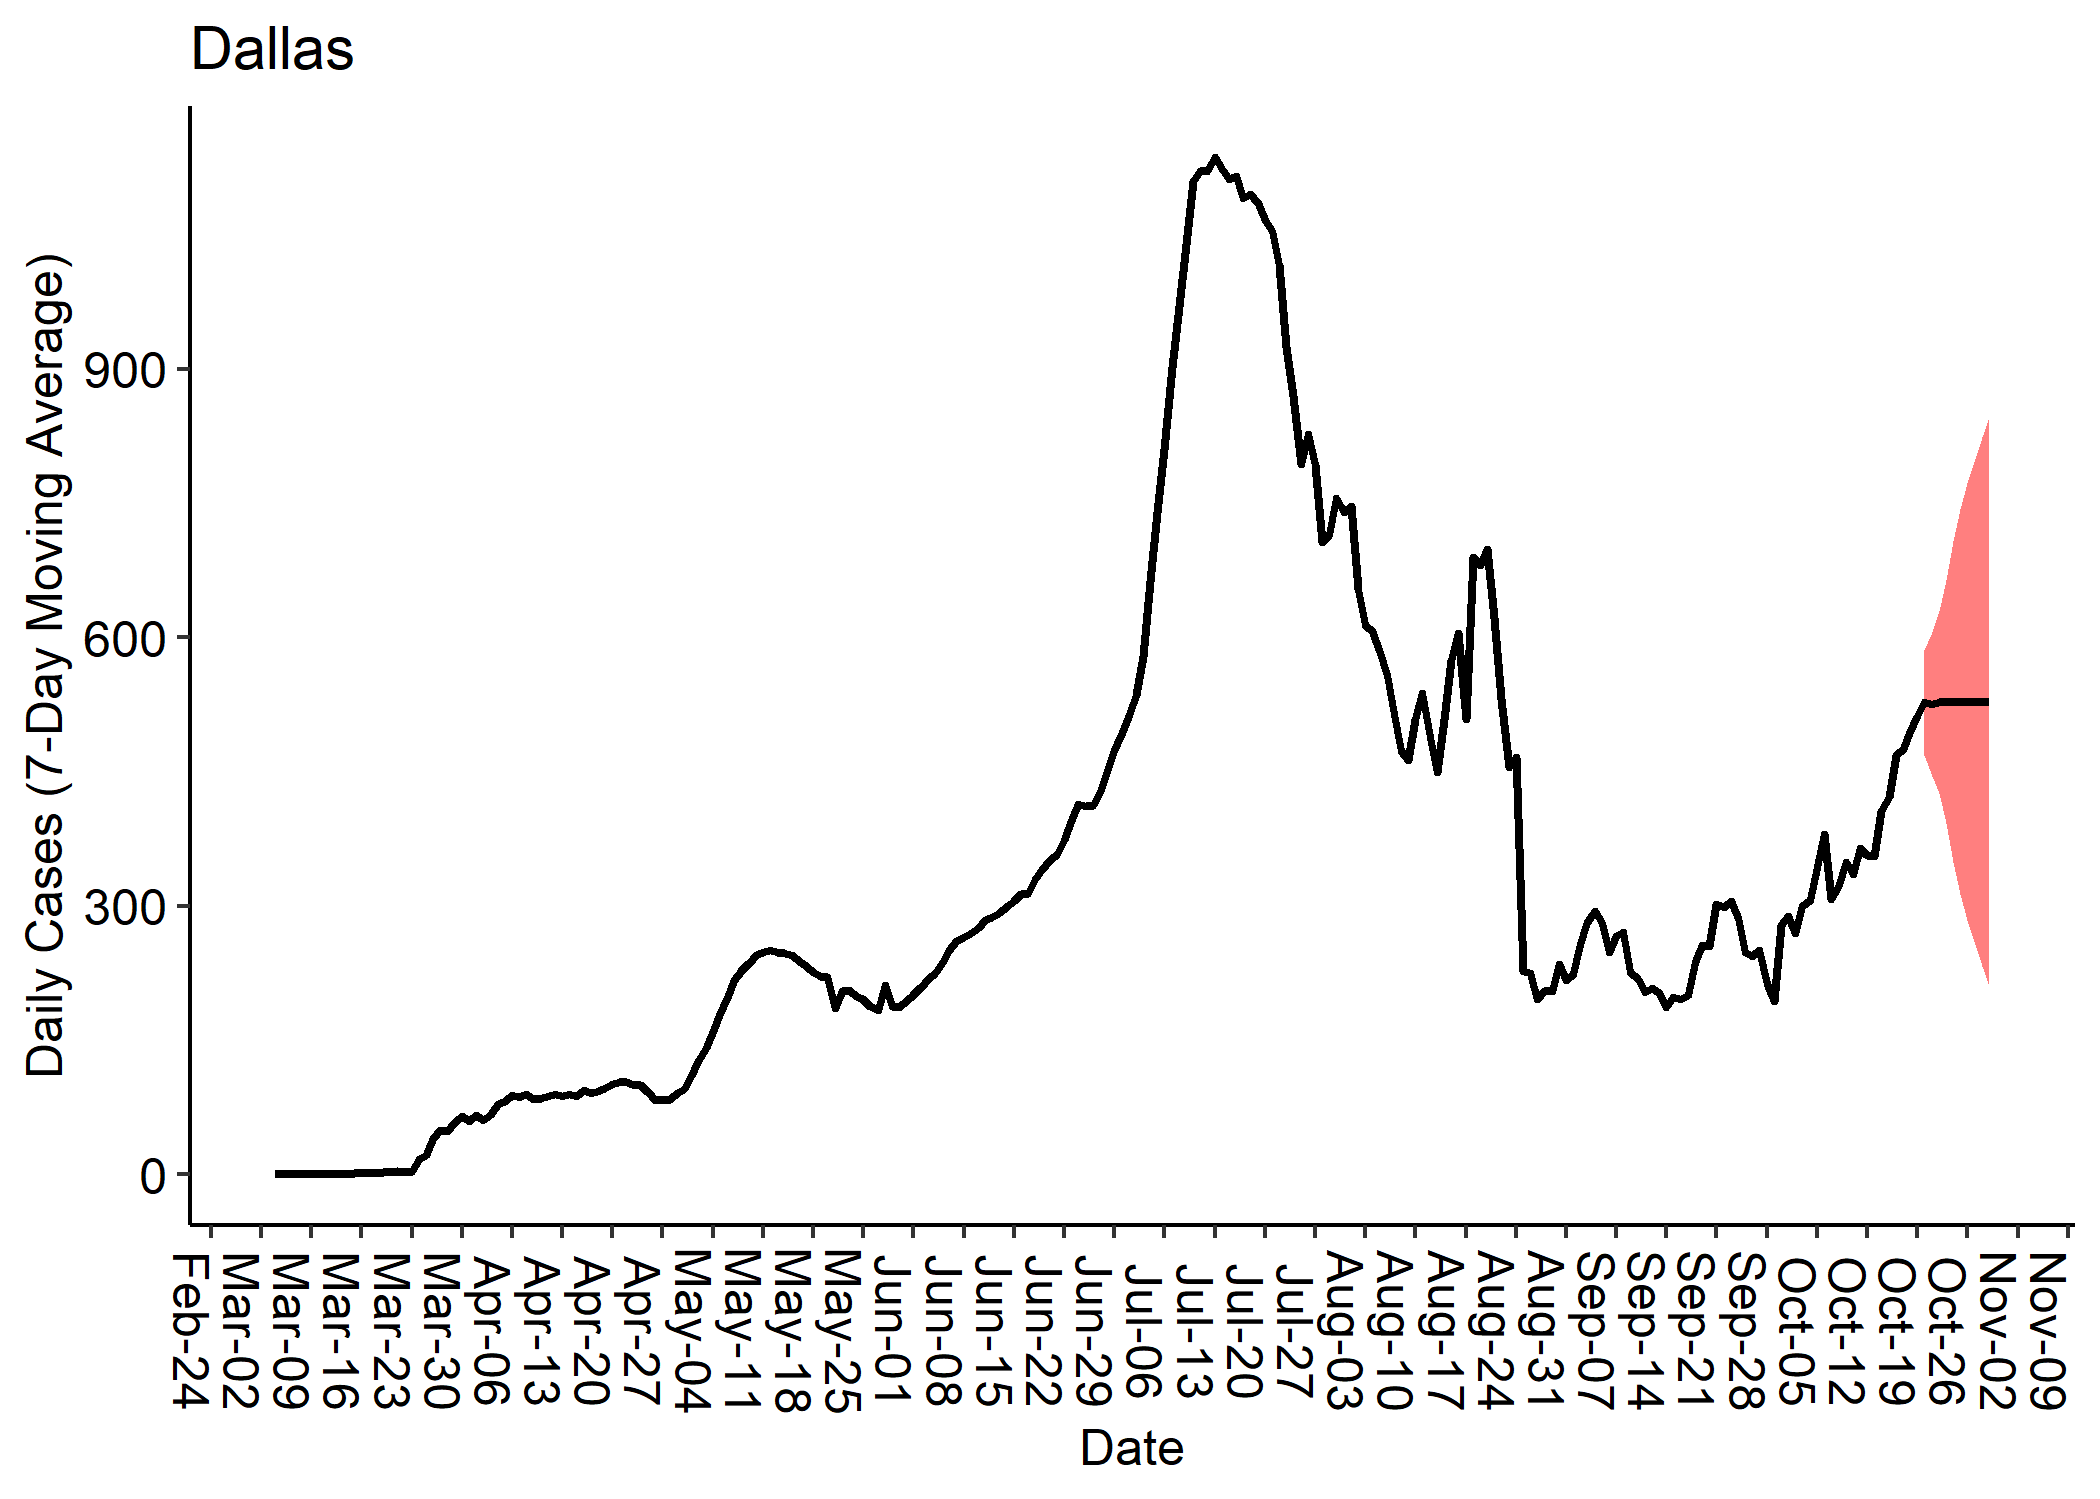 Dallas
Daily Cases (7-Day Moving Average)
900
600
300
0
Feb-24
Mar-02
Mar-09
Mar-16
Mar-23
Mar-30
Apr-06
Apr-13
Apr-20
Apr-27
May-04
May-11
May-18
May-25
Jun-01
Jun-08
Jun-15
Jun-22
Jun-29
Jul-06
Jul-13
Jul-20
Jul-27
Aug-03
Aug-10
Aug-17
Aug-24
Aug-31
Sep-07
Sep-14
Sep-21
Sep-28
Oct-05
Oct-12
Oct-19
Oct-26
Nov-02
Nov-09
Date